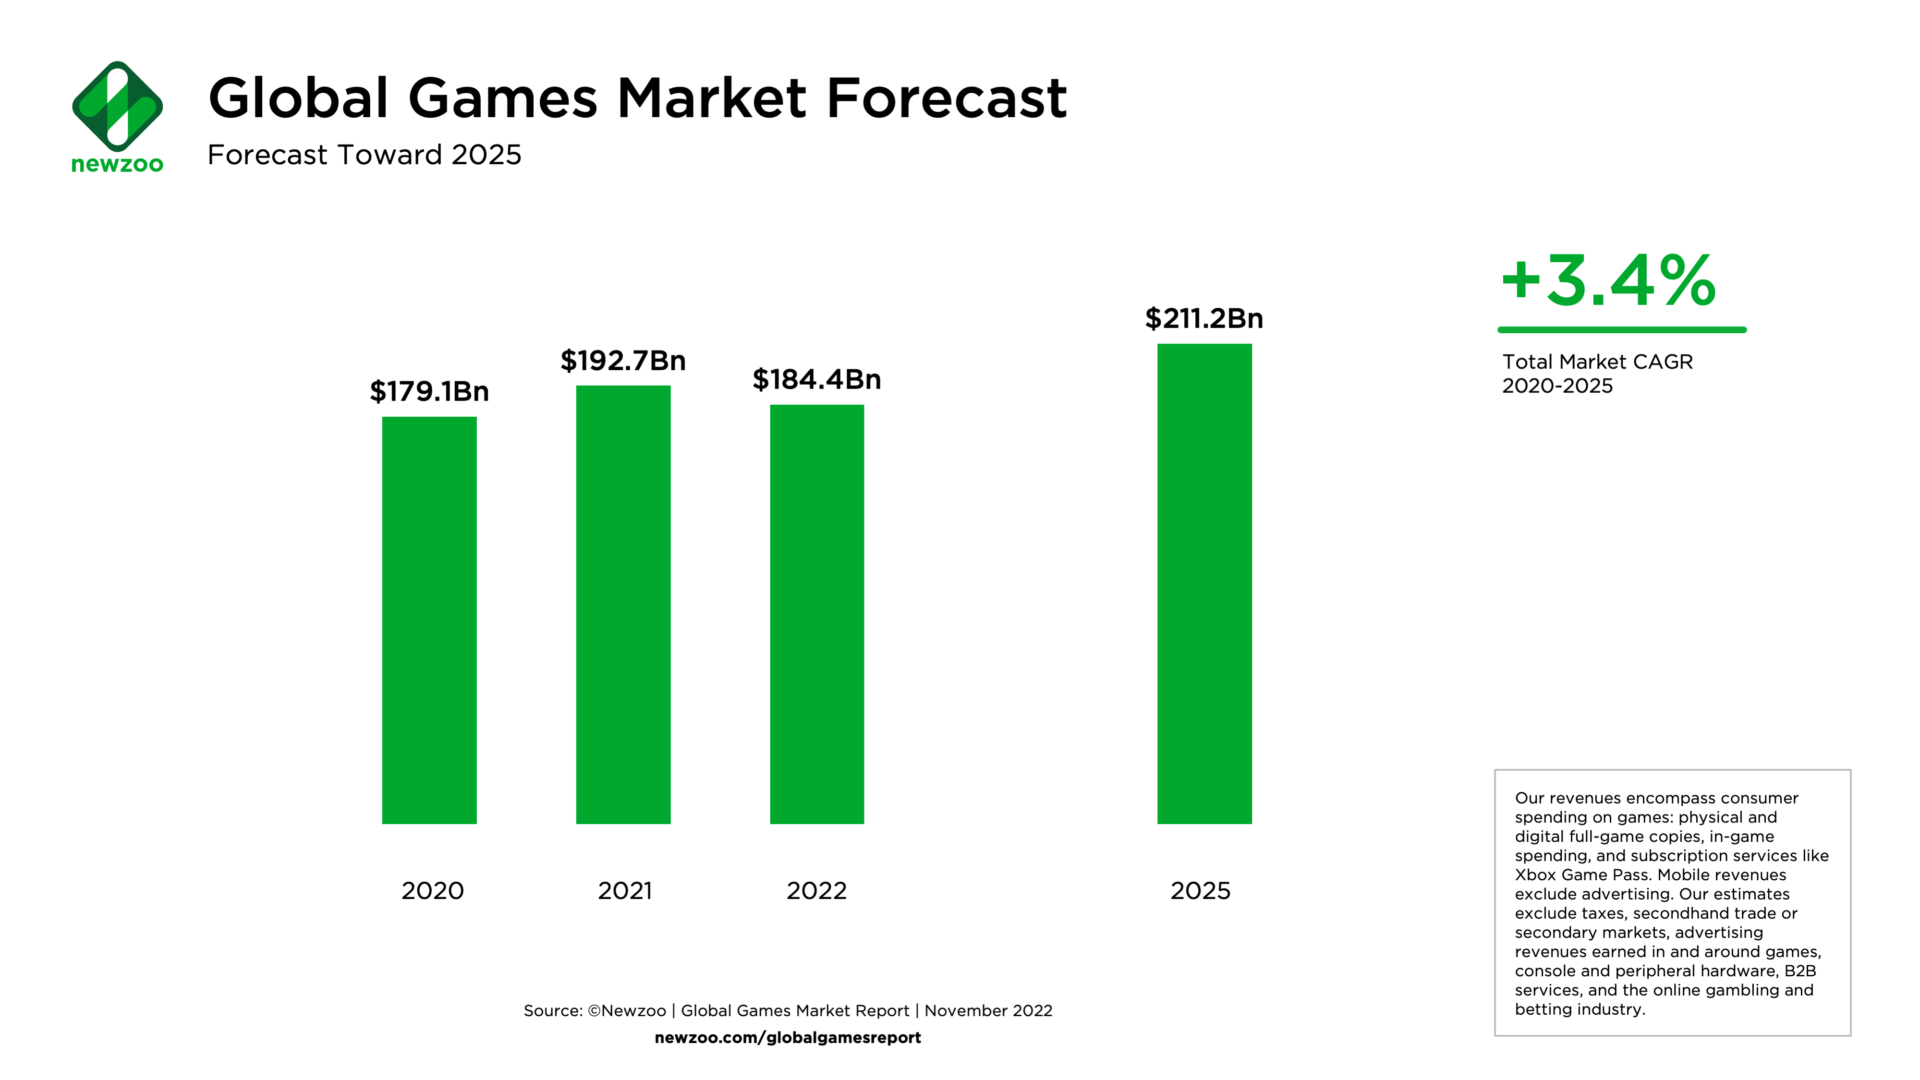 newzoo
Global Games Market Forecast
Forecast Toward 2025
$179.1Bn
$192.7Bn
$184.4Bn
$211.2Bn
2020
2021
2022
2025
+3.4%
Total Market CAGR
2020-2025
Our revenues encompass consumer
spending on games: physical and
digital full-game copies, in-game
spending, and subscription services like
Xbox Game Pass. Mobile revenues
exclude advertising. Our estimates
exclude taxes, secondhand trade or
secondary markets, advertising
revenues earned in and around games,
console and peripheral hardware, B2B
services, and the online gambling and
betting industry.
Source: ©Newzoo | Global Games Market Report | November 2022
newzoo.com/globalgamesreport